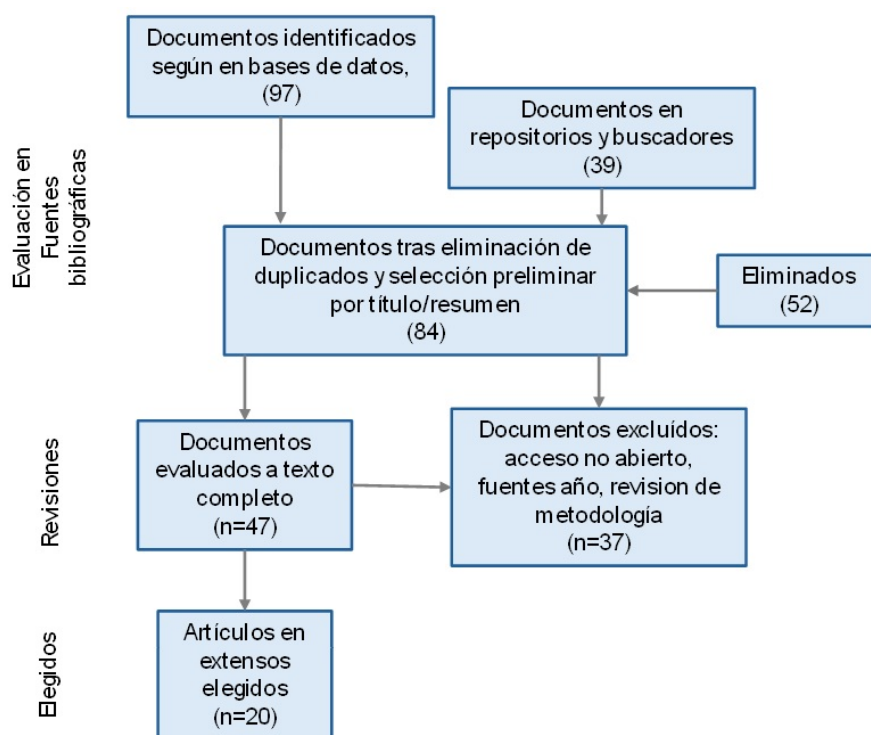 Documentos identificados
según en bases de datos,
(97)
Documentos en
repositorios y buscadores
(39)
Evaluación en
Fuentes
bibliográficas
Documentos tras eliminación de
duplicados y selección preliminar
por título/resumen
(84)
Eliminados
(52)
Revisiones
Documentos
evaluados a texto
completo
(n=47)
Documentos excluídos:
acceso no abierto,
fuentes año, revision de
metodología
(n=37)
Elegidos
Artículos en
extensos
elegidos
(n=20)